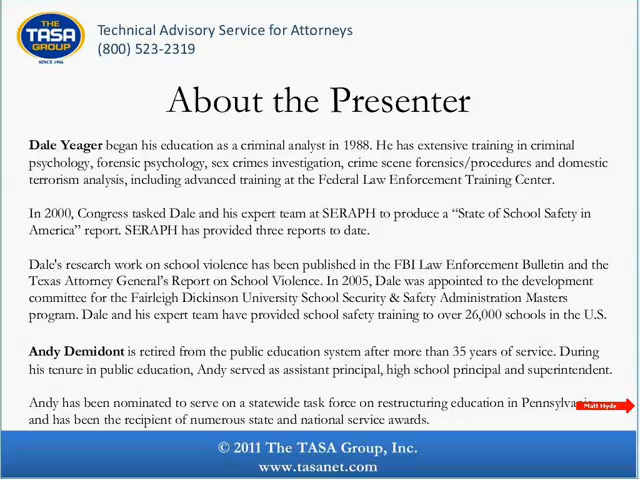 THE
TASA
GROUP
SINCE 1956
Technical Advisory Service for Attorneys
(800) 523-2319
About the Presenter
Dale Yeager began his education as a criminal analyst in 1988. He has extensive training in criminal
psychology, forensic psychology, sex crimes investigation, crime scene forensics/procedures and domestic
terrorism analysis, including advanced training at the Federal Law Enforcement Training Center.
In 2000, Congress tasked Dale and his expert team at SERAPH to produce a “State of School Safety in
America” report. SERAPH has provided three reports to date.
Dale's research work on school violence has been published in the FBI Law Enforcement Bulletin and the
Texas Attorney General’s Report on School Violence. In 2005, Dale was appointed to the development
committee for the Fairleigh Dickinson University School Security & Safety Administration Masters
program. Dale and his expert team have provided school safety training to over 26,000 schools in the U.S.
Andy Demidont is retired from the public education system after more than 35 years of service. During
his tenure in public education, Andy served as assistant principal, high school principal and superintendent.
Andy has been nominated to serve on a statewide task force on restructuring education in Pennsylvania
Matt Hyde
and has been the recipient of numerous state and national service awards.
© 2011 The TASA Group, Inc.
www.tasanet.com